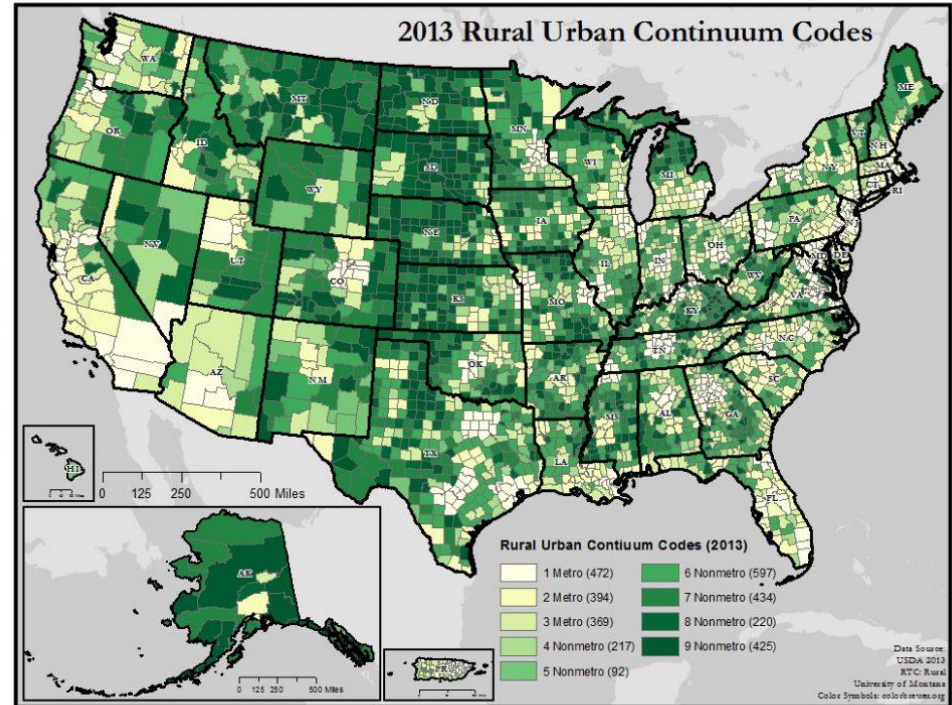 2013 Rural Urban Continuum Codes
WA
MT
ND
MN
ME
OR
ID
SD
WI
MI
VT
NH
NY
MA
CT
RI
WY
IA
PA
NE
NV
UT
CO
IL
IN
OH
MD
DE
WV
VA
CA
KS
MO
KY
AZ
NM
OK
AR
TN
NC
SC
MS
AL
GA
TX
LA
FL
HI
0 125 250 500 Miles
AK
0 125 250 500 Miles
PR
Rural Urban Contiuum Codes (2013)
1 Metro (472)
2 Metro (394)
3 Metro (369)
4 Nonmetro (217)
5 Nonmetro (92)
6 Nonmetro (597)
7 Nonmetro (434)
8 Nonmetro (220)
9 Nonmetro (425)
Data Source:
USDA 2013
RTC: Rural
University of Montana
Color Symbols: colorbrewer.org